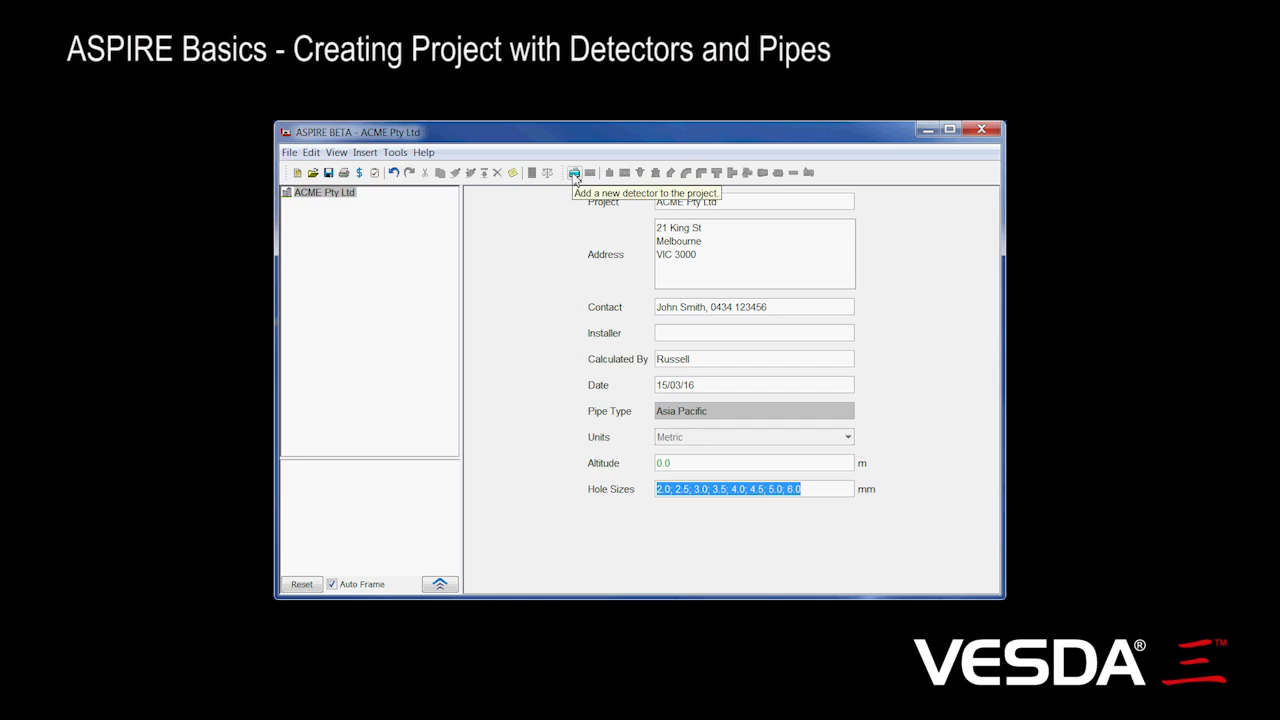 ASPIRE Basics - Creating Project with Detectors and Pipes
ASPIRE BETA - ACME Pty Ltd
File Edit View Insert Tools Help
ACME Pty Ltd
Add a new detector to the project.
Project ACME Pty Ltd
Address 21 King St
Melbourne
VIC 3000
Contact John Smith, 0434 123456
Installer
Calculated By Russell
Date 15/03/16
Pipe Type Asia Pacific
Units Metric
Altitude 0.0 m
Hole Sizes 2.0; 2.5; 3.0; 3.5; 4.0; 4.5; 5.0; 6.0 mm
Reset Auto Frame
VESDA® TM